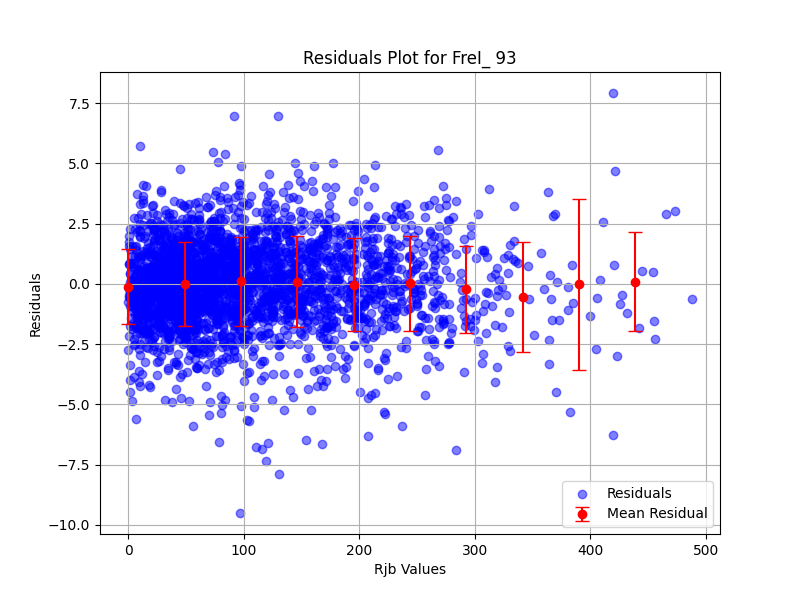 Residuals Plot for FreI_ 93
Residuals
7.5
5.0
2.5
0.0
−2.5
−5.0
−7.5
−10.0
0 100 200 300 400 500
Rjb Values
Residuals
Mean Residual